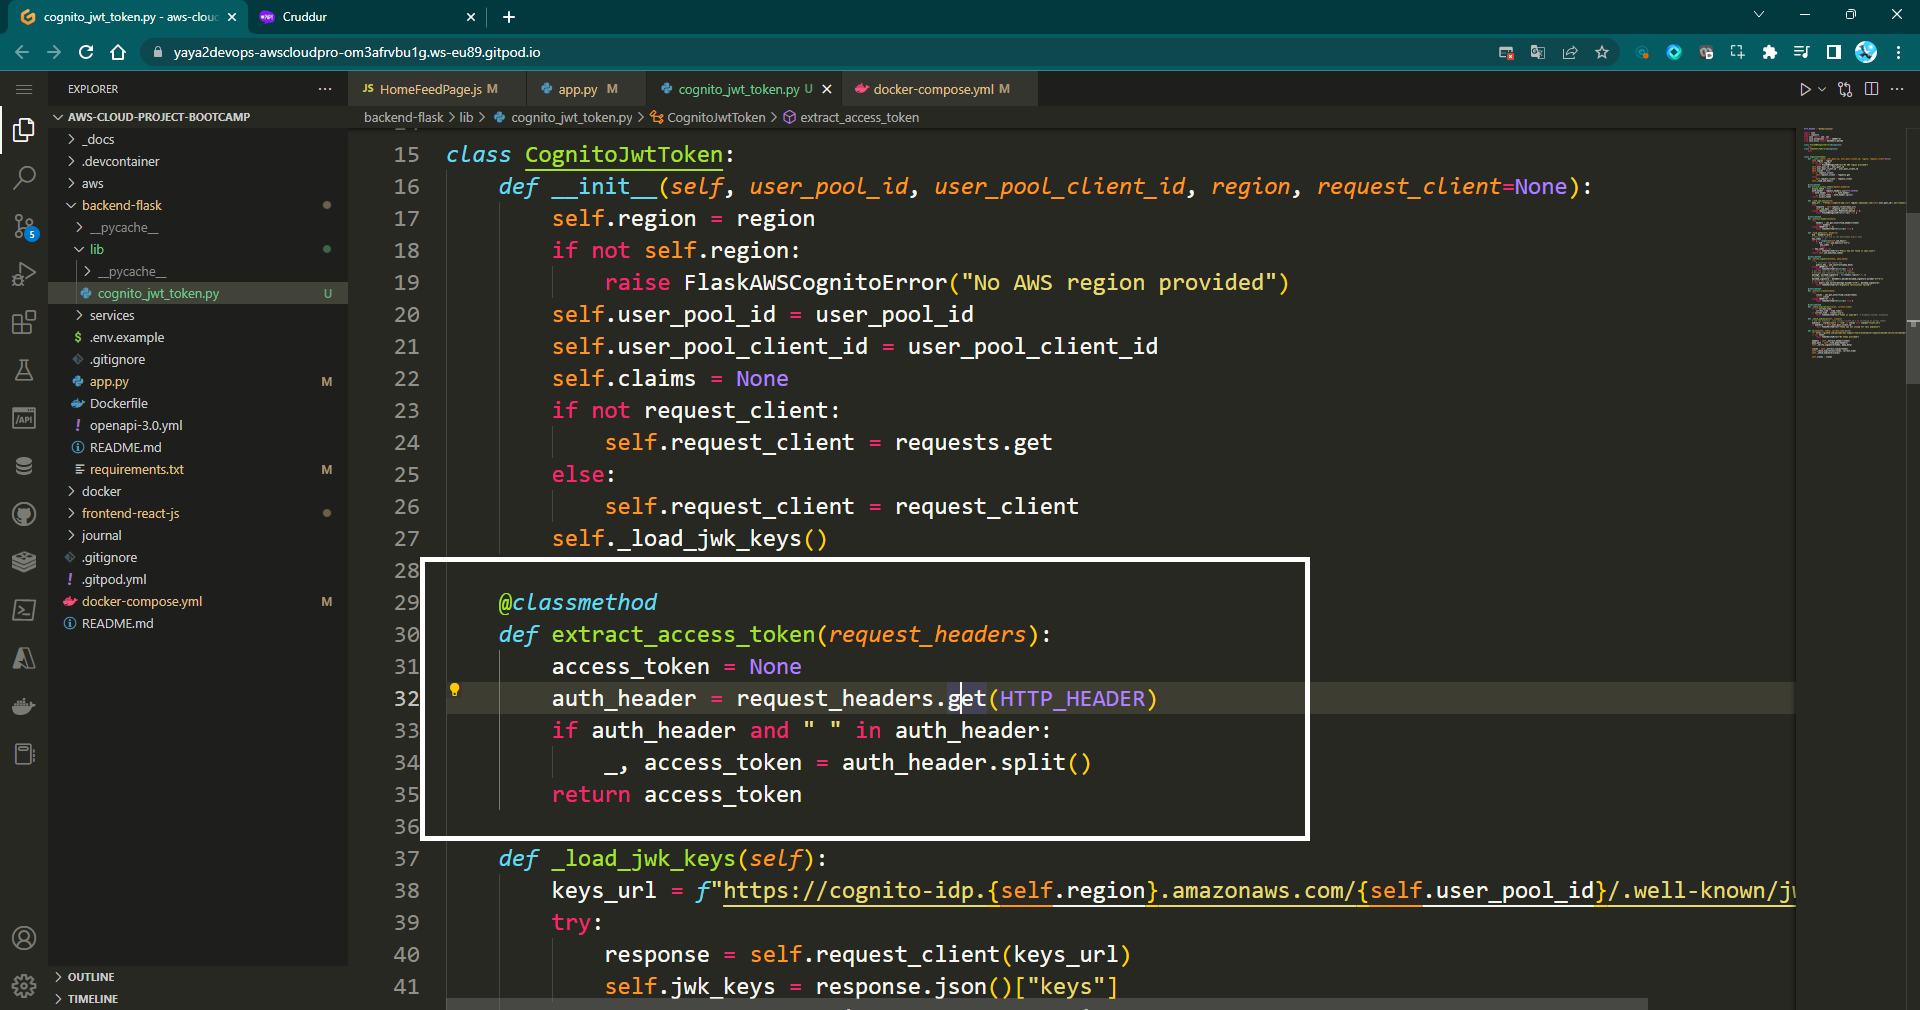 cognito_jwt_token.py - aws-clou
Cruddur
yaya2devops-awscloudpro-om3afrvbu1g.ws-eu89.gitpod.io
EXPLORER
JS HomeFeedPage.js M
app.py M
cognito_jwt_token.py U
docker-compose.yml M
backend-flask > lib > cognito_jwt_token.py > CognitoJwtToken > extract_access_token
AWS-CLOUD-PROJECT-BOOTCAMP
_docs
.devcontainer
aws
backend-flask
__pycache__
lib
__pycache__
cognito_jwt_token.py U
services
$ .env.example
.gitignore
app.py M
Dockerfile
! openapi-3.0.yml
README.md
requirements.txt M
docker
frontend-react-js
journal
.gitignore
! .gitpod.yml
docker-compose.yml M
README.md
5
/API
OUTLINE
TIMELINE
15 class CognitoJwtToken:
16 def __init__(self, user_pool_id, user_pool_client_id, region, request_client=None):
17 self.region = region
18 if not self.region:
19 raise FlaskAWSCognitoError("No AWS region provided")
20 self.user_pool_id = user_pool_id
21 self.user_pool_client_id = user_pool_client_id
22 self.claims = None
23 if not request_client:
24 self.request_client = requests.get
25 else:
26 self.request_client = request_client
27 self._load_jwk_keys()
28
29 @classmethod
30 def extract_access_token(request_headers):
31 access_token = None
32 auth_header = request_headers.get(HTTP_HEADER)
33 if auth_header and " " in auth_header:
34 _, access_token = auth_header.split()
35 return access_token
36
37 def _load_jwk_keys(self):
38 keys_url = f"https://cognito-idp.{self.region}.amazonaws.com/{self.user_pool_id}/.well-known/jw
39 try:
40 response = self.request_client(keys_url)
41 self.jwk_keys = response.json()["keys"]